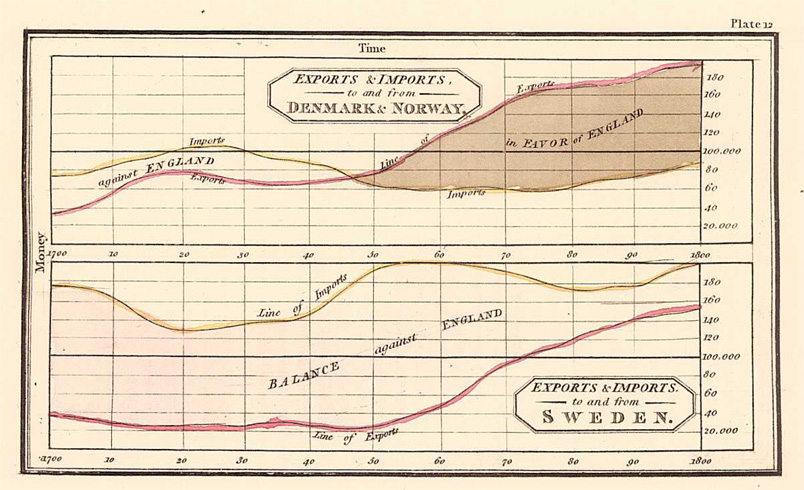 Plate 12
Time
EXPORTS & IMPORTS,
to and from
DENMARK & NORWAY.
Imports
against ENGLAND
Exports
Line of Exports
in FAVOR of ENGLAND
Imports
180
160
140
120
100.000
80
60
40
20.000
Money
1700 10 20 30 40 50 60 70 80 90 1800
Line of Imports
BALANCE against ENGLAND
Line of Exports
EXPORTS & IMPORTS.
to and from
SWEDEN.
180
160
140
120
100.000
80
60
40
20.000
1700 10 20 30 40 50 60 70 80 90 1800